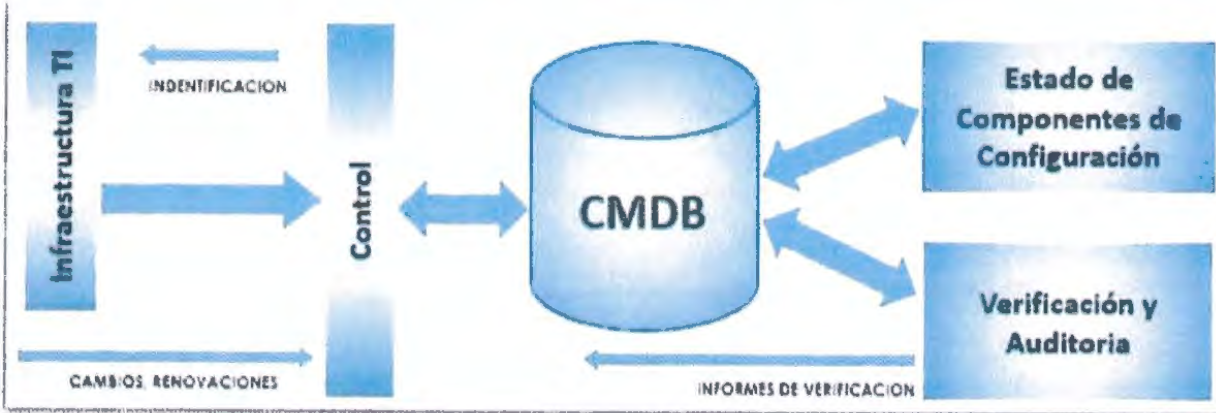 Infraestructura TI
INDENTIFICACION
Control
CMDB
Estado de
Componentes de
Configuración
Verificación y
Auditoria
CAMBIOS, RENOVACIONES
INFORMES DE VERIFICACION